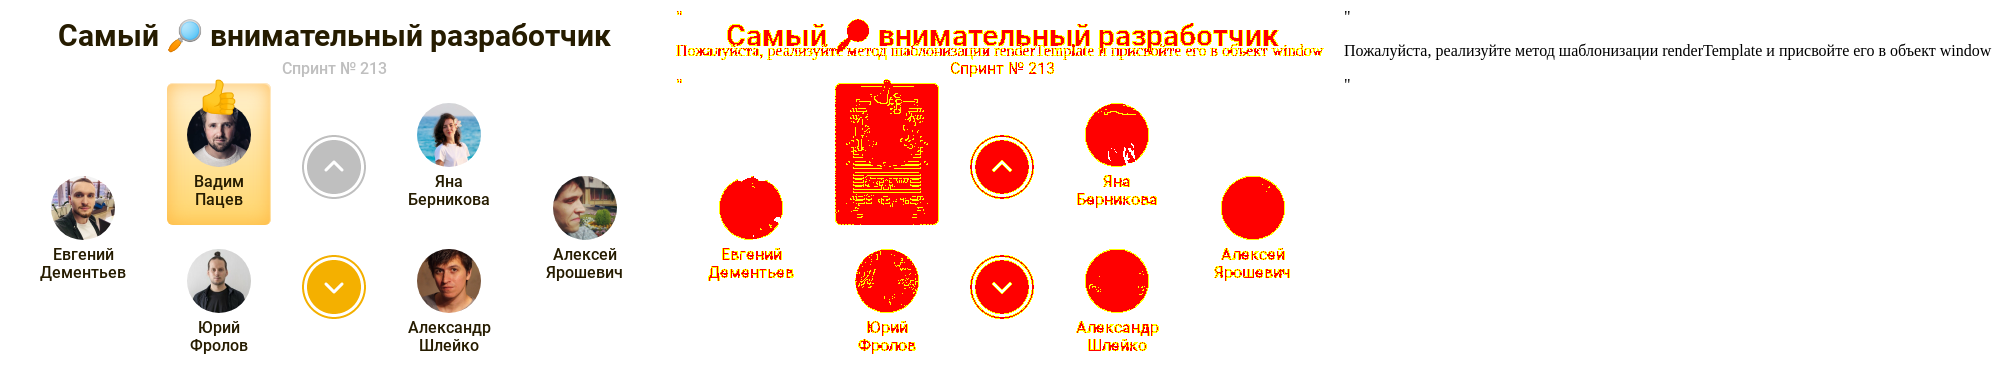 Самый 🔎 внимательный разработчик
Спринт № 213
Вадим
Пацев
Яна
Берникова
Евгений
Дементьев
Алексей
Ярошевич
Юрий
Фролов
Александр
Шлейко
"
Самый внимательный разработчик
Пожалуйста, реализуйте метод шаблонизации renderTemplate и присвойте его в объект window
Спринт № 213
"
Яна
Берникова
Евгений
Дементьев
Алексей
Ярошевич
Юрий
Фролов
Александр
Шлейко
"
Пожалуйста, реализуйте метод шаблонизации renderTemplate и присвойте его в объект window
"